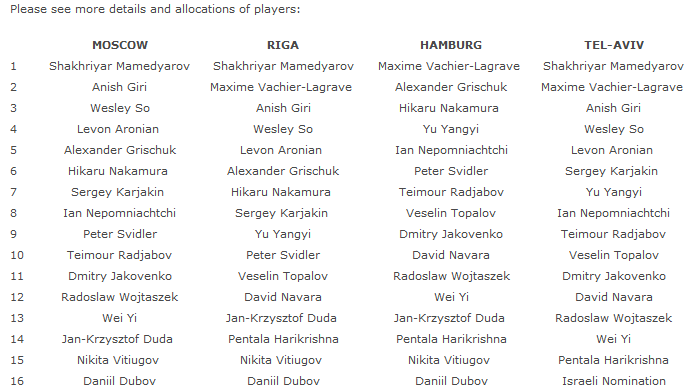 Please see more details and allocations of players:
MOSCOW RIGA HAMBURG TEL-AVIV
1 Shakhriyar Mamedyarov Shakhriyar Mamedyarov Maxime Vachier-Lagrave Shakhriyar Mamedyarov
2 Anish Giri Maxime Vachier-Lagrave Alexander Grischuk Maxime Vachier-Lagrave
3 Wesley So Anish Giri Hikaru Nakamura Anish Giri
4 Levon Aronian Wesley So Yu Yangyi Wesley So
5 Alexander Grischuk Levon Aronian Ian Nepomniachtchi Levon Aronian
6 Hikaru Nakamura Alexander Grischuk Peter Svidler Sergey Karjakin
7 Sergey Karjakin Hikaru Nakamura Teimour Radjabov Yu Yangyi
8 Ian Nepomniachtchi Sergey Karjakin Veselin Topalov Ian Nepomniachtchi
9 Peter Svidler Yu Yangyi Dmitry Jakovenko Teimour Radjabov
10 Teimour Radjabov Peter Svidler David Navara Veselin Topalov
11 Dmitry Jakovenko Veselin Topalov Radoslaw Wojtaszek Dmitry Jakovenko
12 Radoslaw Wojtaszek David Navara Wei Yi David Navara
13 Wei Yi Jan-Krzysztof Duda Jan-Krzysztof Duda Radoslaw Wojtaszek
14 Jan-Krzysztof Duda Pentala Harikrishna Pentala Harikrishna Wei Yi
15 Nikita Vitiugov Nikita Vitiugov Nikita Vitiugov Pentala Harikrishna
16 Daniil Dubov Daniil Dubov Daniil Dubov Israeli Nomination